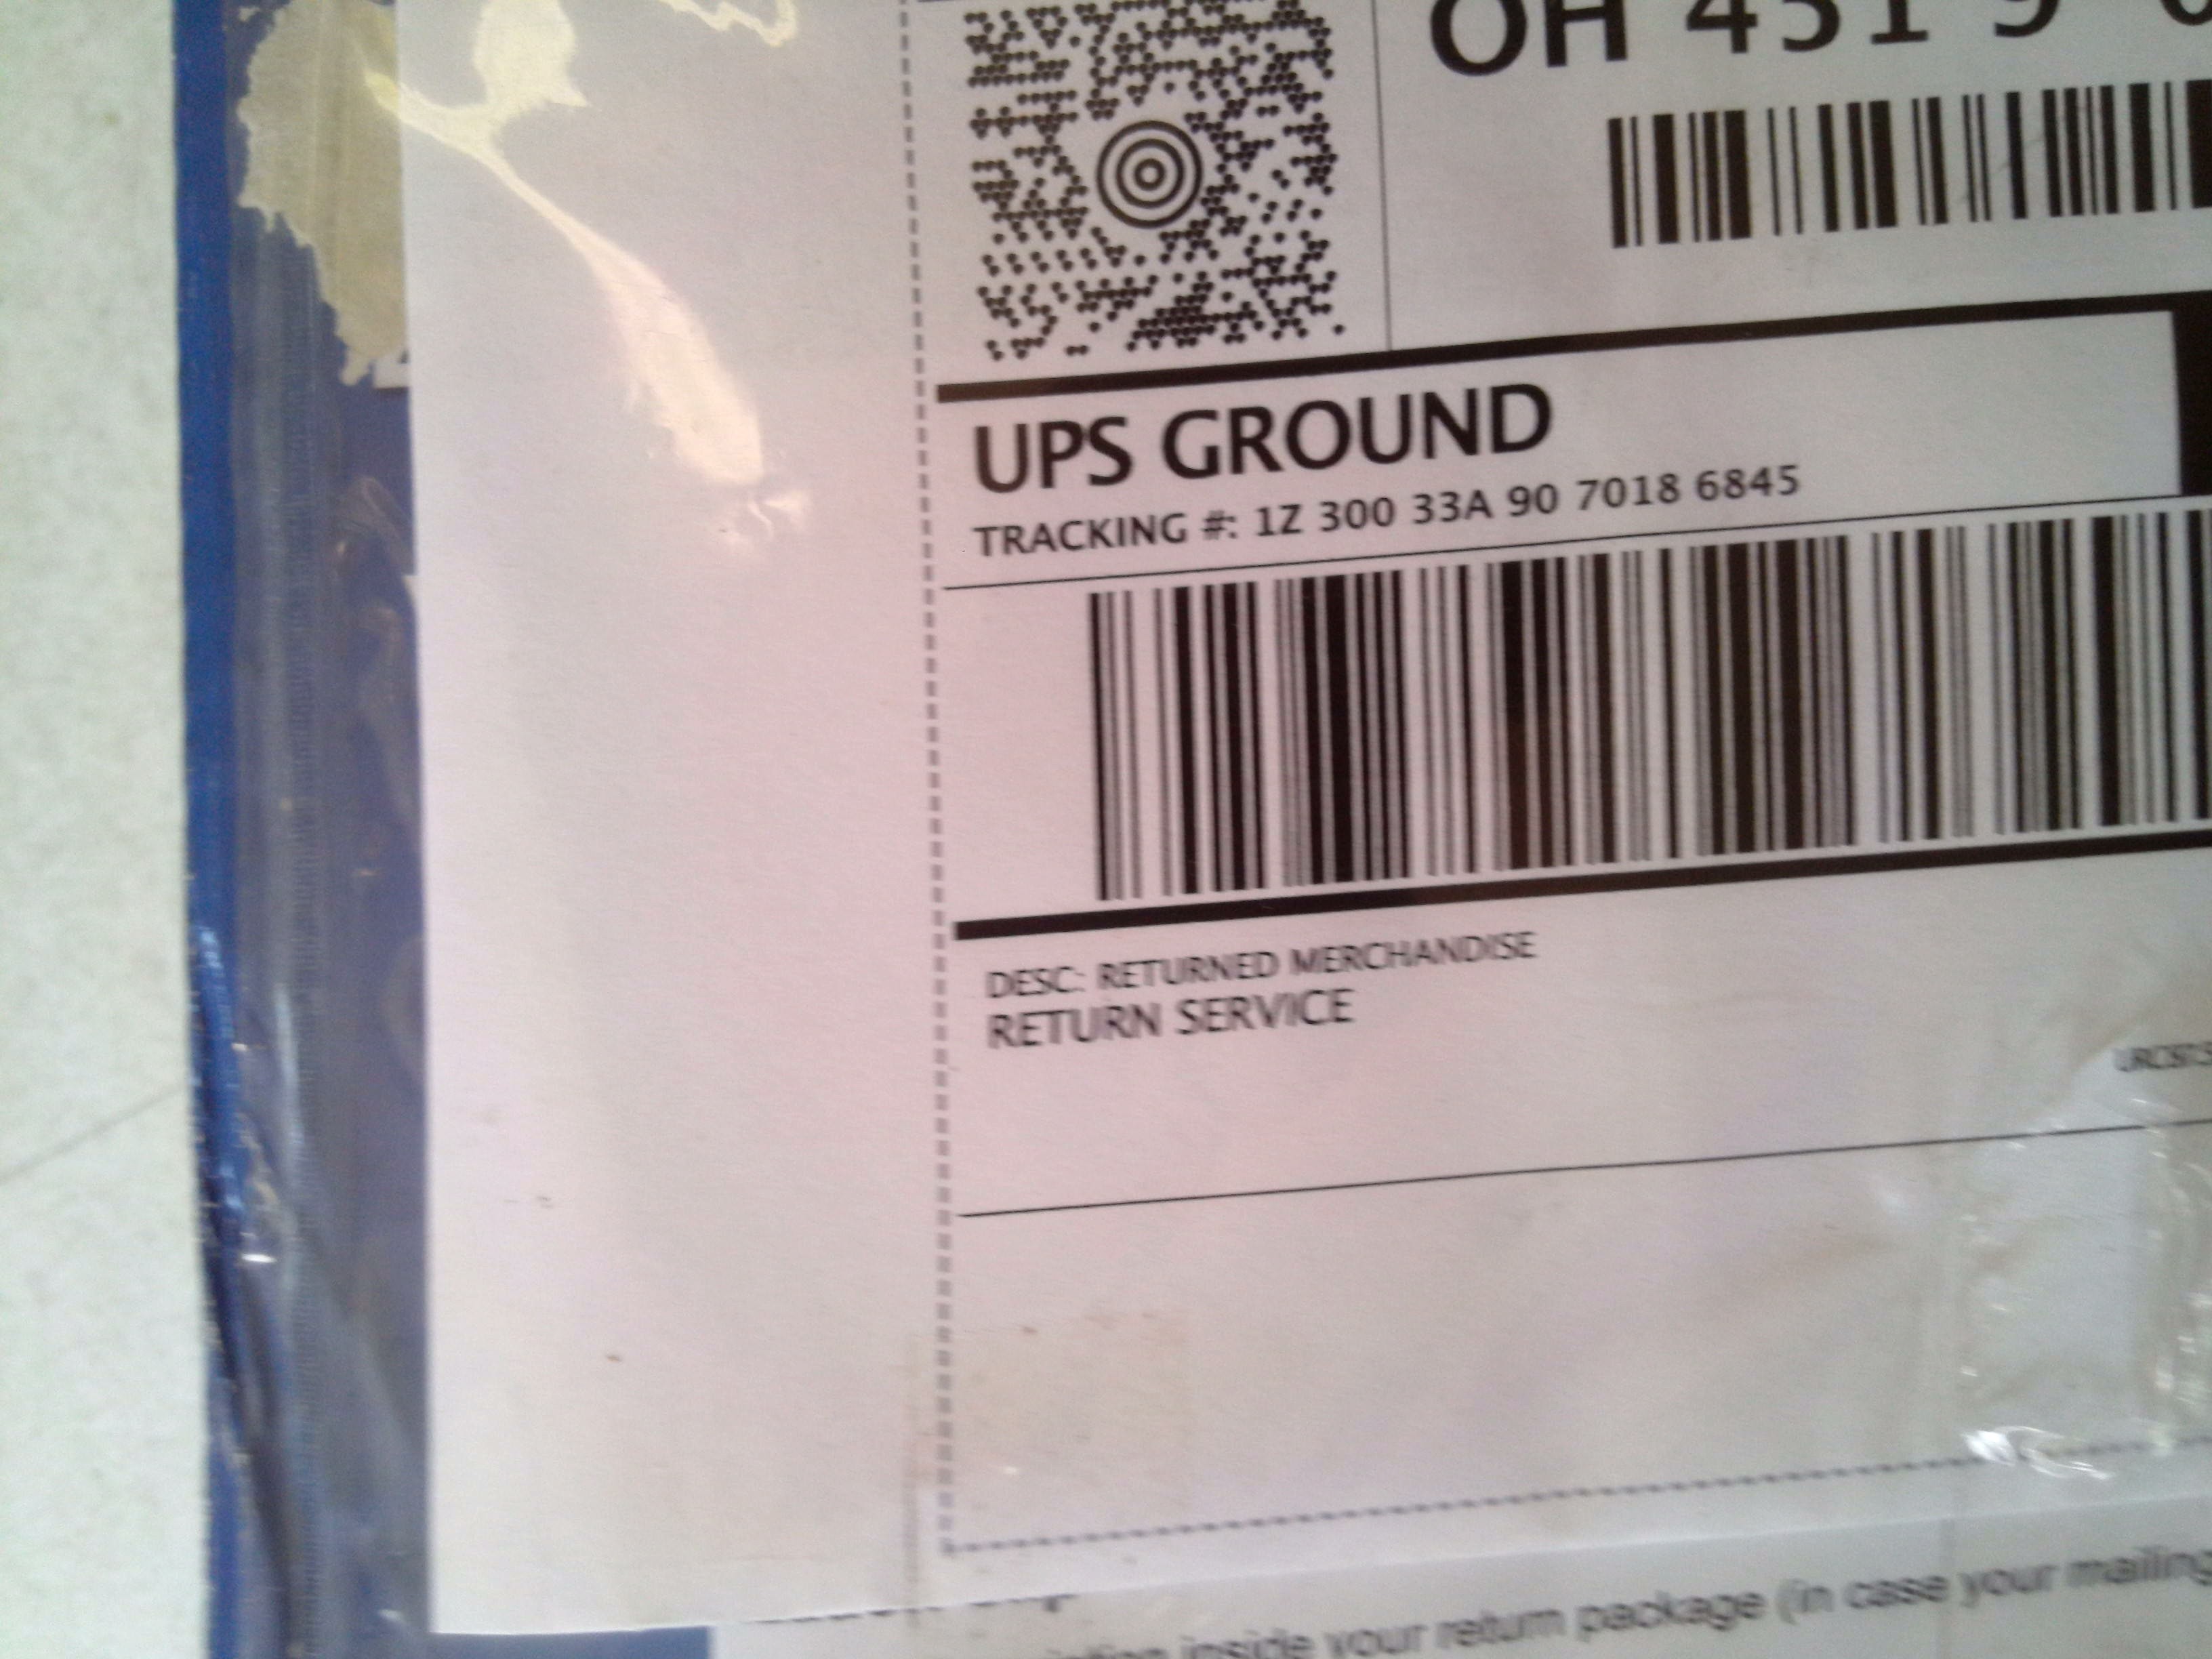 OH 451 9
UPS GROUND
TRACKING #: 1Z 300 33A 90 7018 6845
DESC: RETURNED MERCHANDISE
RETURN SERVICE
inside your return package (in case your mailing